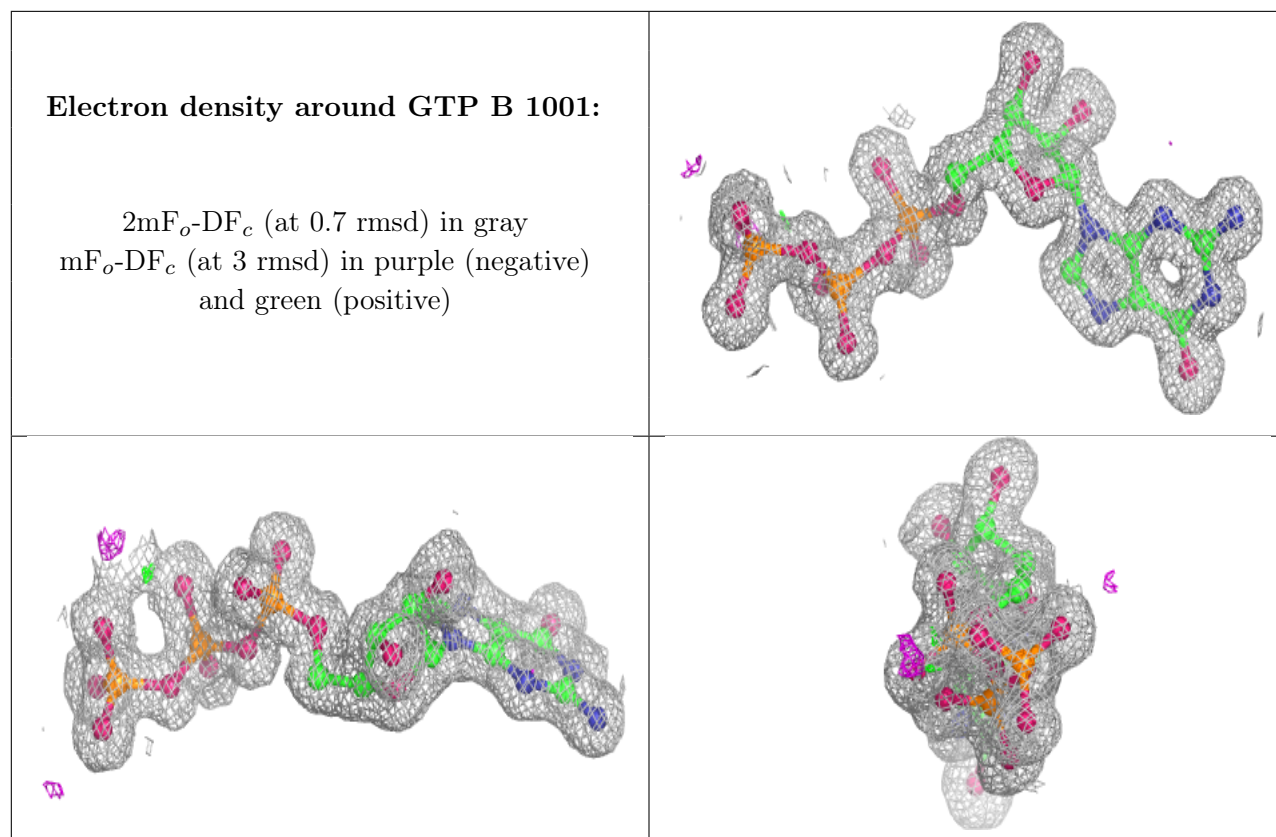 Electron density around GTP B 1001:
2mFₒ-DF𝒸 (at 0.7 rmsd) in gray
mFₒ-DF𝒸 (at 3 rmsd) in purple (negative)
and green (positive)